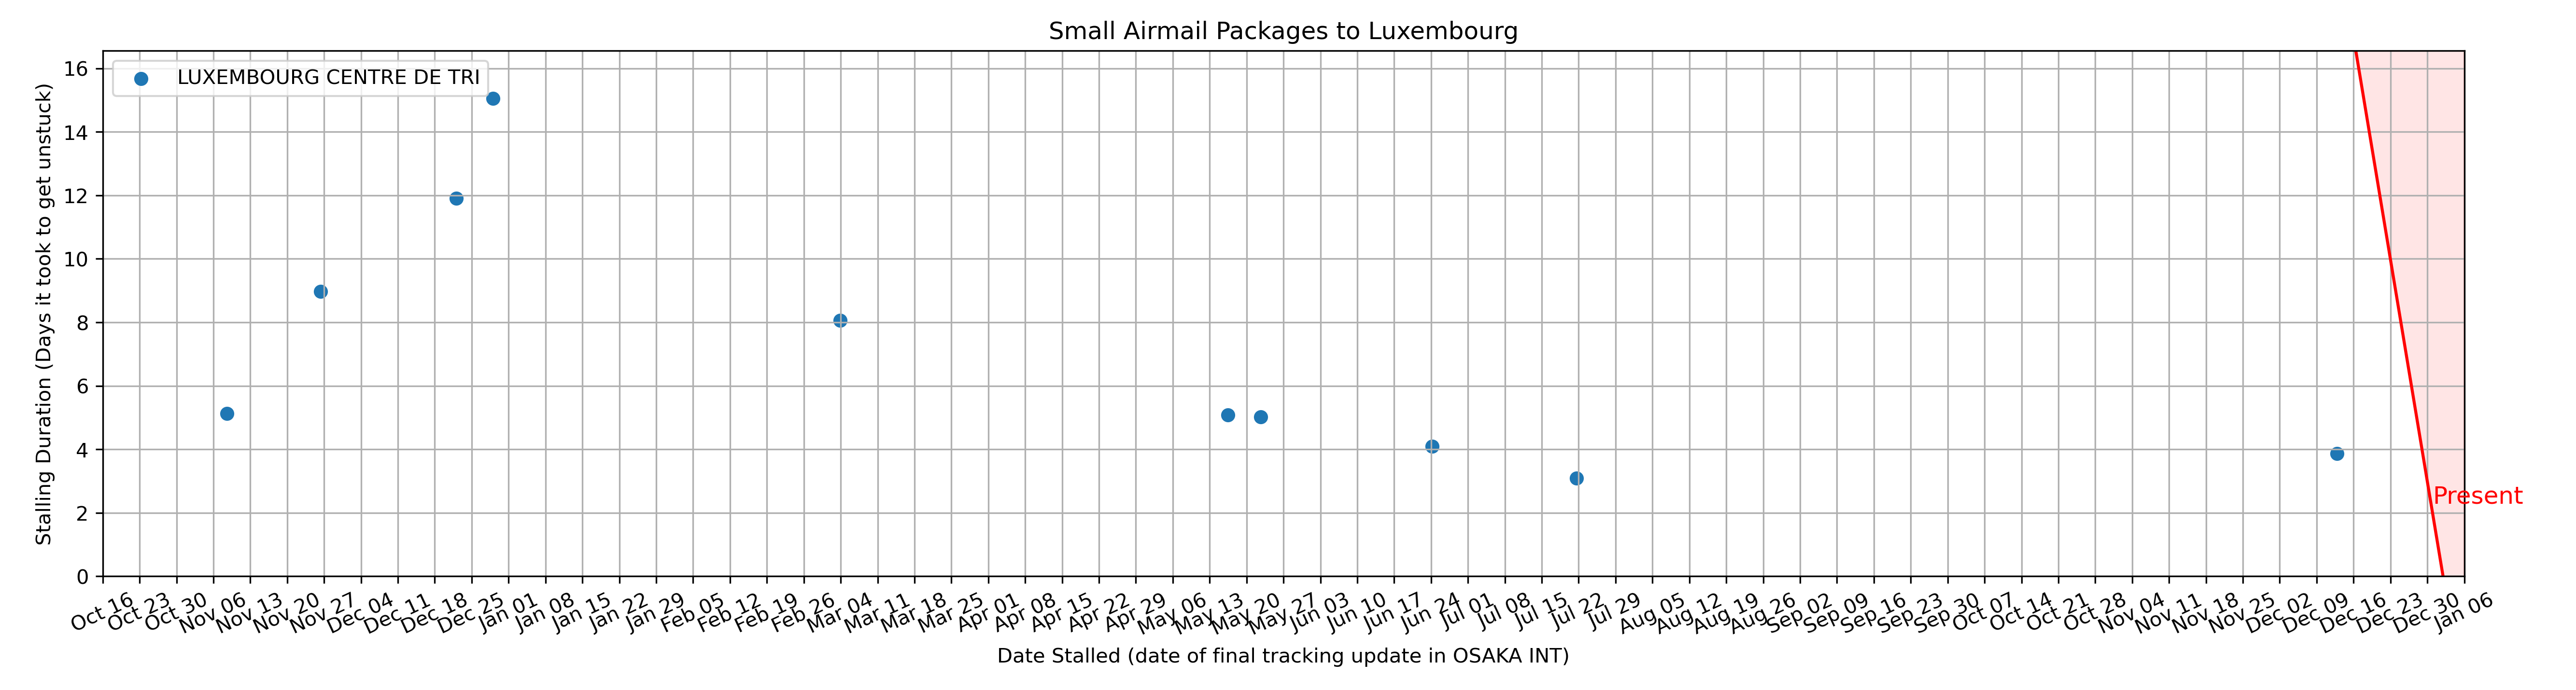 Small Airmail Packages to Luxembourg
LUXEMBOURG CENTRE DE TRI
Stalling Duration (Days it took to get unstuck)
16
14
12
10
8
6
4
2
0
Present
Oct 16
Oct 23
Oct 30
Nov 06
Nov 13
Nov 20
Nov 27
Dec 04
Dec 11
Dec 18
Dec 25
Jan 01
Jan 08
Jan 15
Jan 22
Jan 29
Feb 05
Feb 12
Feb 19
Feb 26
Mar 04
Mar 11
Mar 18
Mar 25
Apr 01
Apr 08
Apr 15
Apr 22
Apr 29
May 06
May 13
May 20
May 27
Jun 03
Jun 10
Jun 17
Jun 24
Jul 01
Jul 08
Jul 15
Jul 22
Jul 29
Aug 05
Aug 12
Aug 19
Aug 26
Sep 02
Sep 09
Sep 16
Sep 23
Sep 30
Oct 07
Oct 14
Oct 21
Oct 28
Nov 04
Nov 11
Nov 18
Nov 25
Dec 02
Dec 09
Dec 16
Dec 23
Dec 30
Jan 06
Date Stalled (date of final tracking update in OSAKA INT)